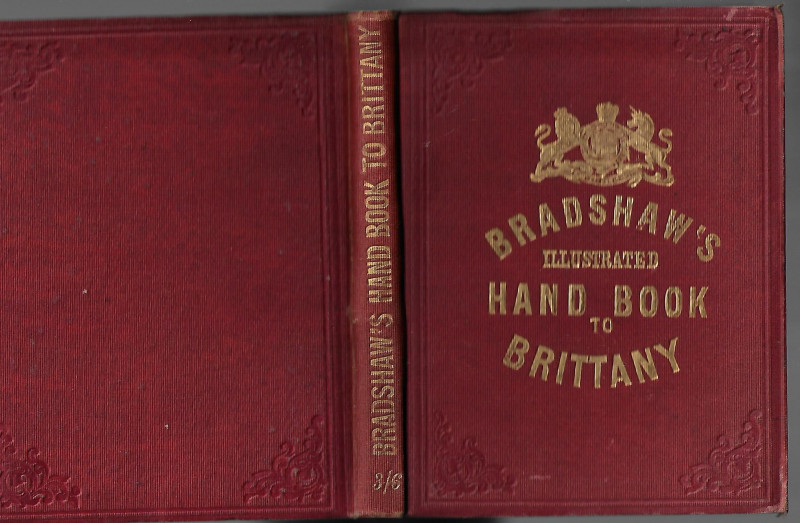 BRADSHAW'S HAND BOOK TO BRITTANY
3/6
BRADSHAW'S
ILLUSTRATED
HAND BOOK
TO
BRITTANY